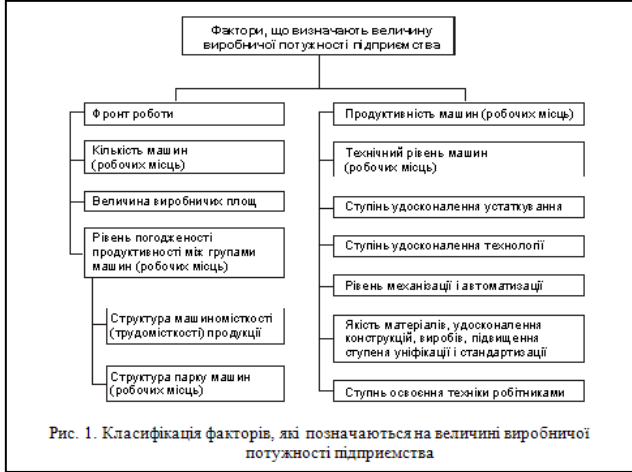 Фактори, що визначають величину
виробничої потужності підприємства
Фронт роботи
Кількість машин
(робочих місць)
Величина виробничих площ
Рівень погодженості
продуктивності між групами
машин (робочих місць)
Структура машиномісткості
(трудомісткості) продукції
Структура парку машин
(робочих місць)
Продуктивність машин (робочих місць)
Технічний рівень машин
(робочих місць)
Ступінь удосконалення устаткування
Ступінь удосконалення технології
Рівень механізації і автоматизації
Якість матеріалів, удосконалення
конструкцій, виробів, підвищення
ступеня уніфікації і стандартизації
Ступнь освоєння техніки робітниками
Рис. 1. Класифікація факторів, які позначаються на величині виробничої
потужності підприємства